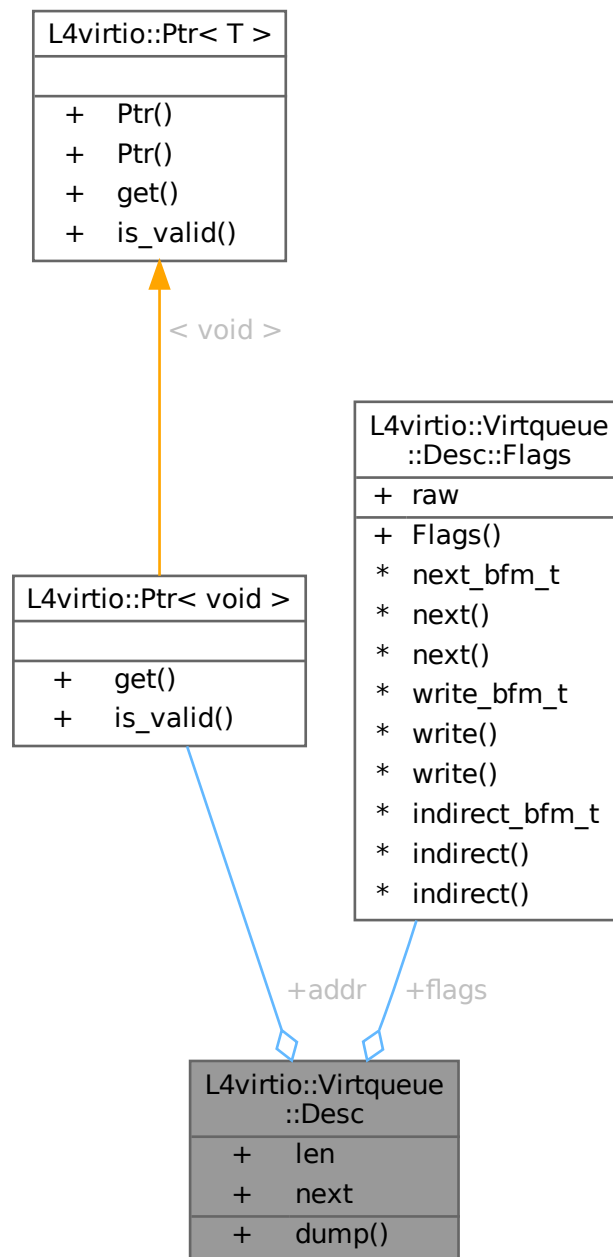 L4virtio::Ptr< T >
+ Ptr()
+ Ptr()
+ get()
+ is_valid()
< void >
L4virtio::Virtqueue
::Desc::Flags
+ raw
+ Flags()
* next_bfm_t
* next()
* next()
* write_bfm_t
* write()
* write()
* indirect_bfm_t
* indirect()
* indirect()
L4virtio::Ptr< void >
+ get()
+ is_valid()
+addr
+flags
L4virtio::Virtqueue
::Desc
+ len
+ next
+ dump()